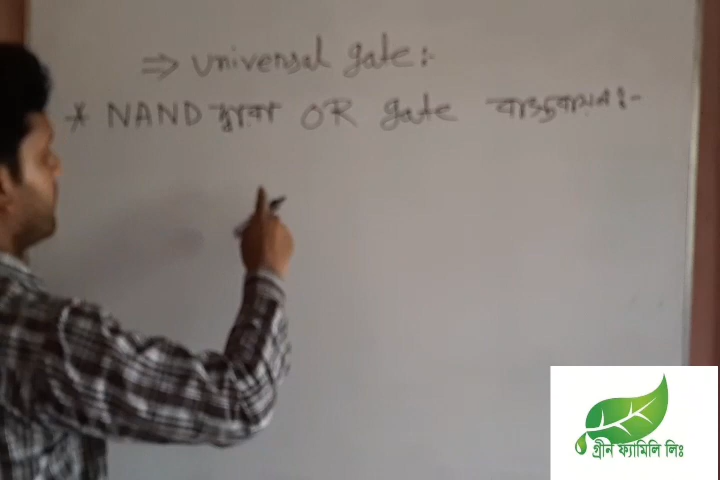 ⇒ Universal gate :-
* NAND দ্বারা OR gate বাস্তবায়ন :-
গ্রীন ফ্যামিলি লিঃ